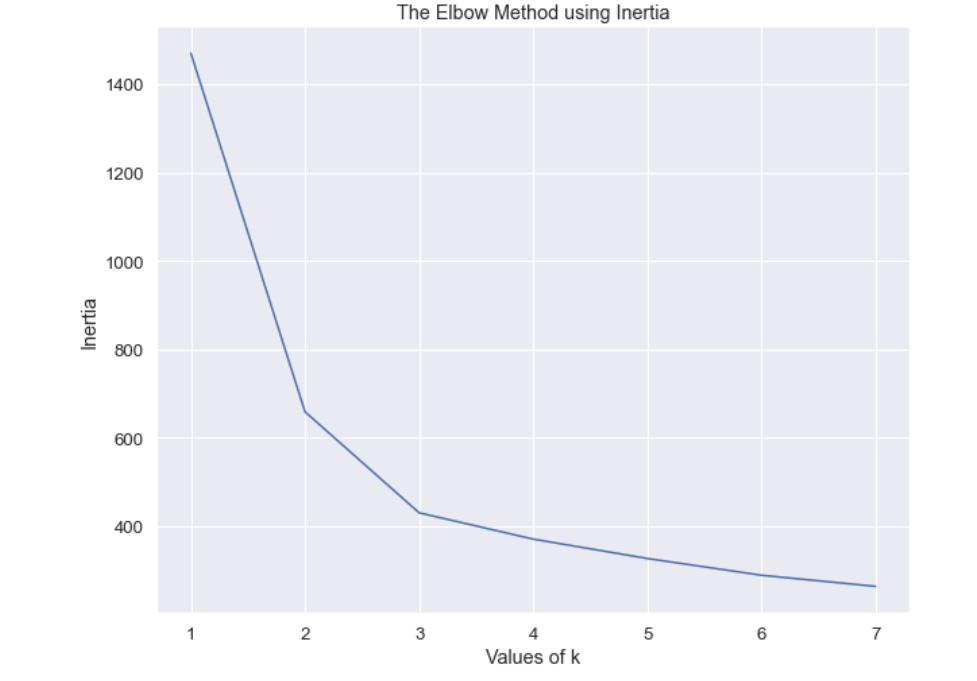 The Elbow Method using Inertia
1400
1200
1000
800
600
400
Inertia
1 2 3 4 5 6 7
Values of k